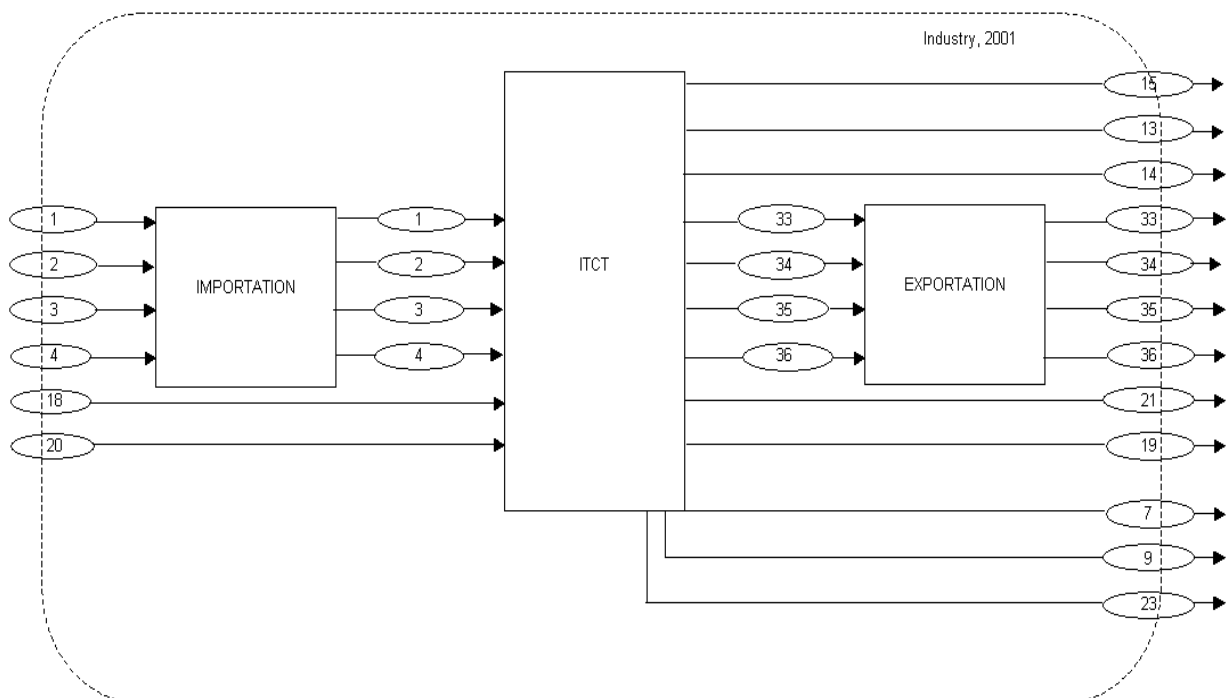 Industry, 2001
15
13
14
1 1 33 33
2 2 ITCT 34 34
IMPORTATION EXPORTATION
3 3 35 35
4 4 36 36
18 21
20 19
7
9
23